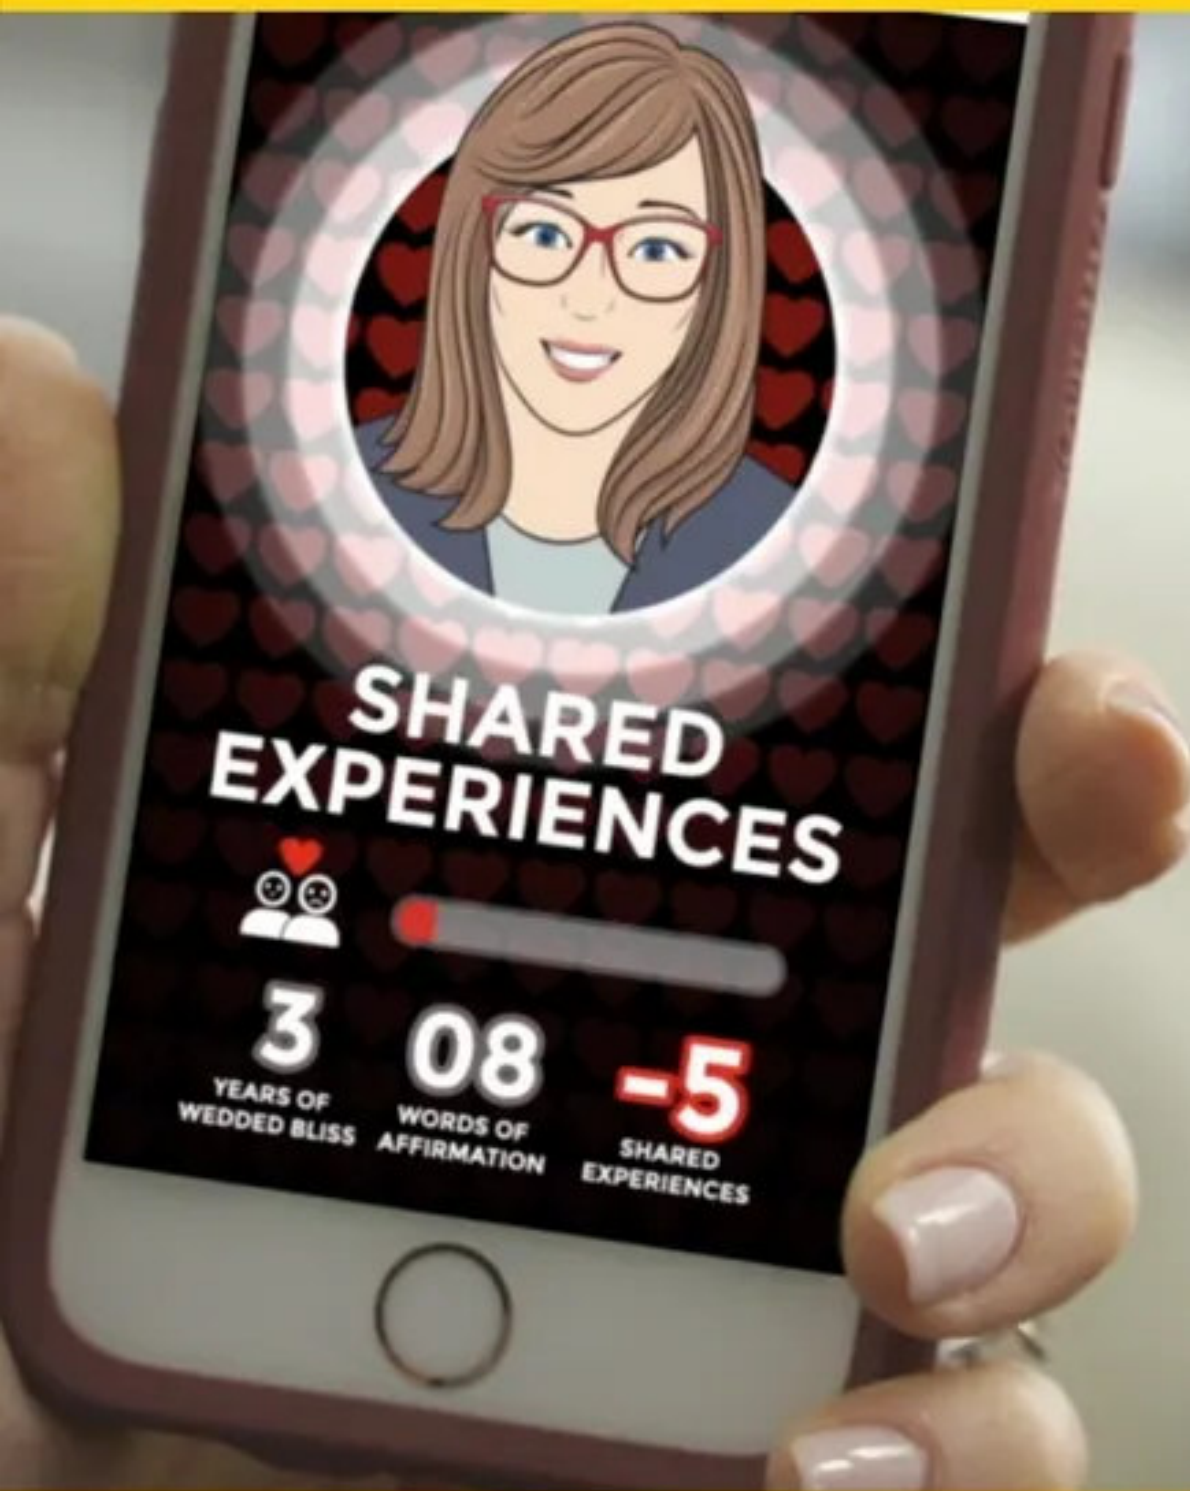 SHARED
EXPERIENCES
3
YEARS OF
WEDDED BLISS
08
WORDS OF
AFFIRMATION
-5
SHARED
EXPERIENCES